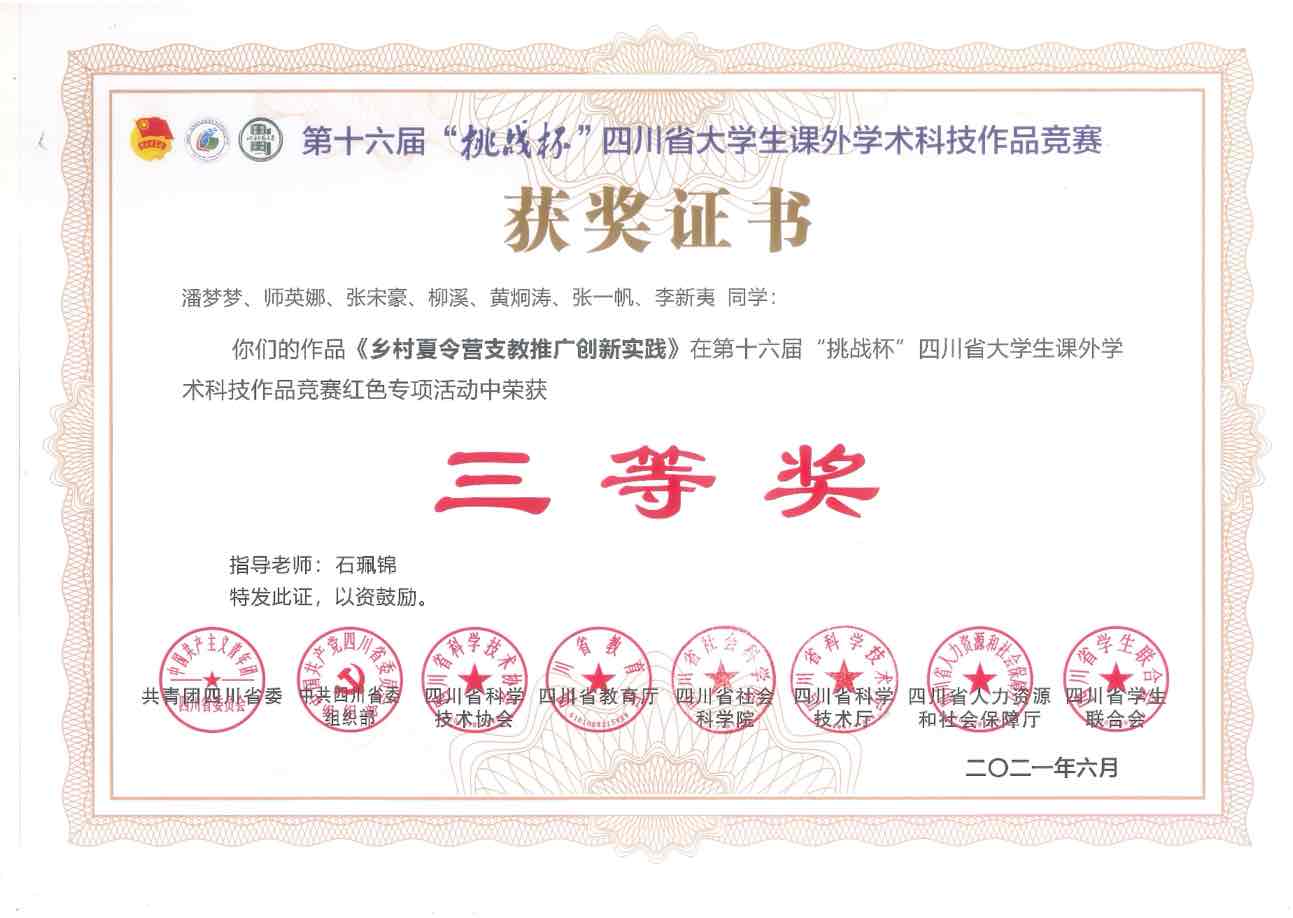 第十六届“挑战杯”四川省大学生课外学术科技作品竞赛
获奖证书
潘梦梦、师英娜、张宋豪、柳溪、黄炯涛、张一帆、李新夷 同学：
你们的作品《乡村夏令营支教推广创新实践》在第十六届“挑战杯”四川省大学生课外学
术科技作品竞赛红色专项活动中荣获
三等奖
指导老师：石珮锦
特发此证，以资鼓励。
共青团四川省委
中共四川省委
组织部
四川省科学
技术协会
四川省教育厅
四川省社会
科学院
四川省科学
技术厅
四川省人力资源
和社会保障厅
四川省学生
联合会
二〇二一年六月